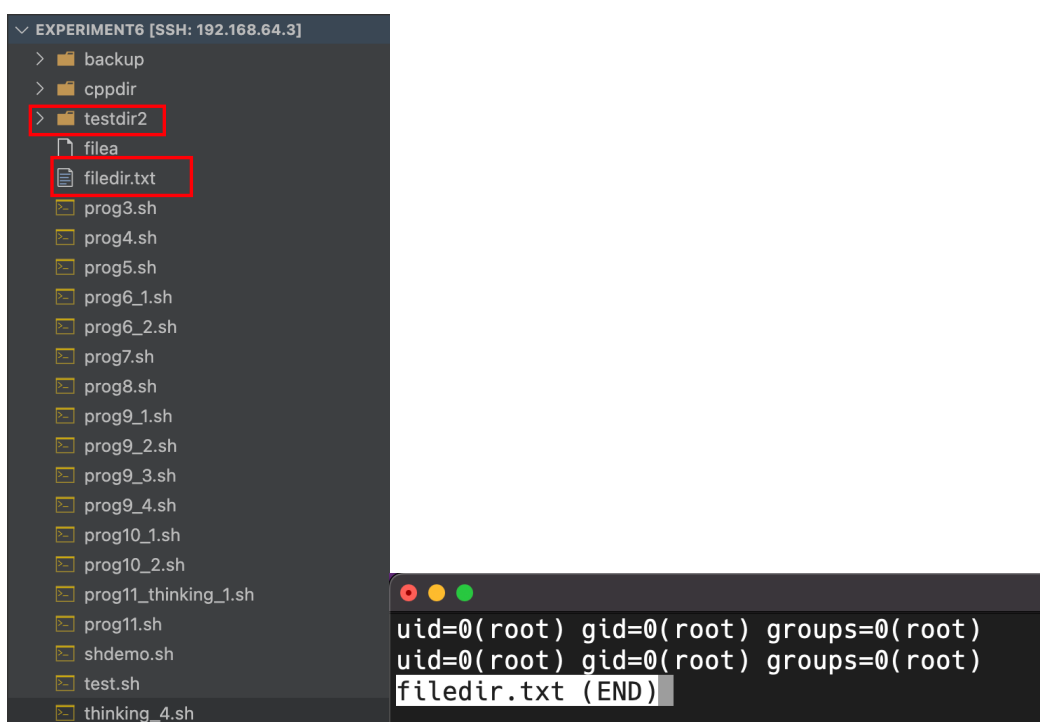 EXPERIMENT6 [SSH: 192.168.64.3]
backup
cppdir
testdir2
filea
filedir.txt
prog3.sh
prog4.sh
prog5.sh
prog6_1.sh
prog6_2.sh
prog7.sh
prog8.sh
prog9_1.sh
prog9_2.sh
prog9_3.sh
prog9_4.sh
prog10_1.sh
prog10_2.sh
prog11_thinking_1.sh
prog11.sh
shdemo.sh
test.sh
thinking_4.sh
uid=0(root) gid=0(root) groups=0(root)
uid=0(root) gid=0(root) groups=0(root)
filedir.txt (END)